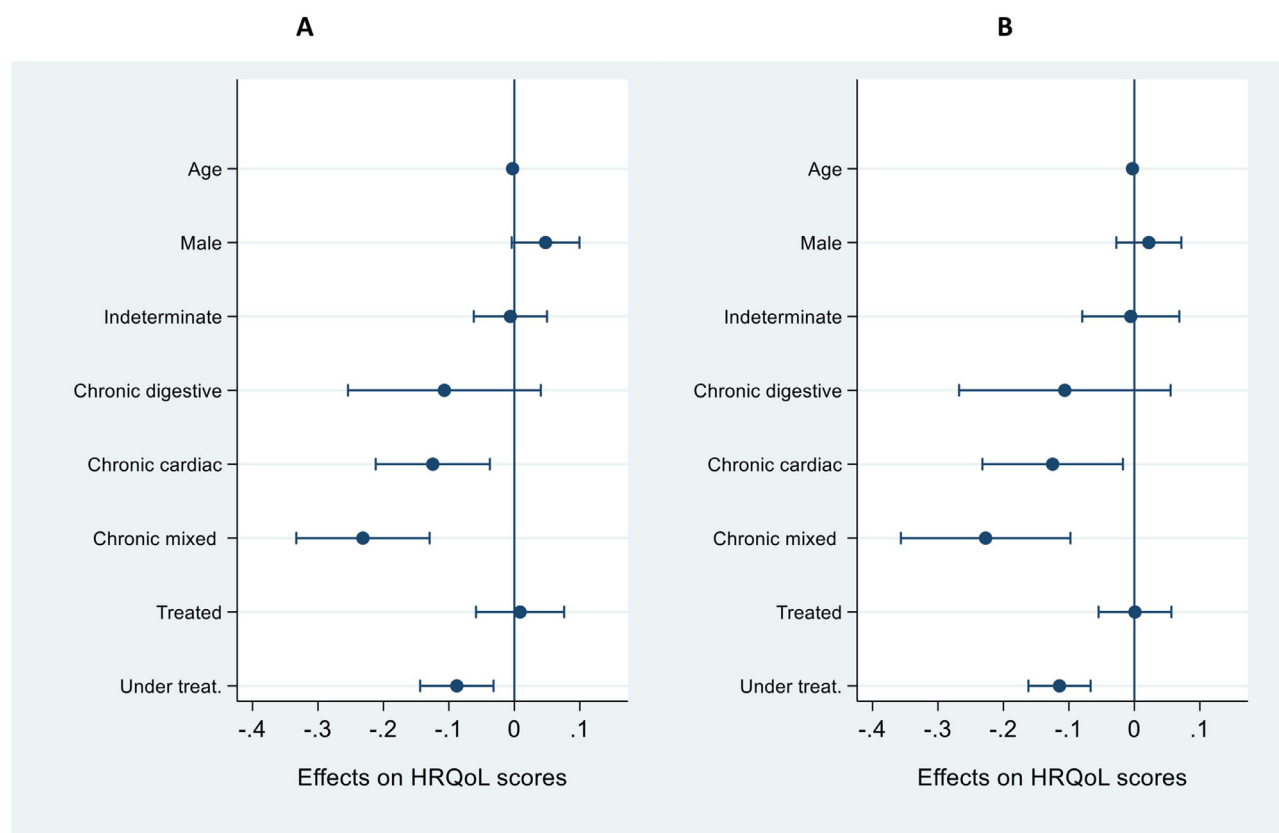 A
B
Age
Male
Indeterminate
Chronic digestive
Chronic cardiac
Chronic mixed
Treated
Under treat.
-.4 -.3 -.2 -.1 0 .1
Effects on HRQoL scores
Age
Male
Indeterminate
Chronic digestive
Chronic cardiac
Chronic mixed
Treated
Under treat.
-.4 -.3 -.2 -.1 0 .1
Effects on HRQoL scores